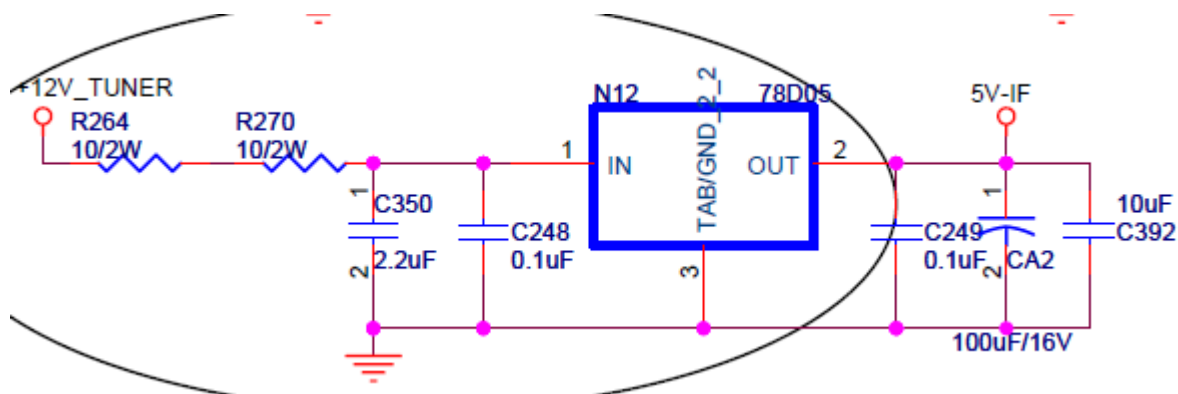 +12V_TUNER
R264
10/2W
R270
10/2W
1
C350
2.2uF
2
C248
0.1uF
1
N12
78D05
IN
TAB/GND_2_2
OUT
2
3
5V-IF
C249
0.1uF
1
2
CA2
100uF/16V
10uF
C392